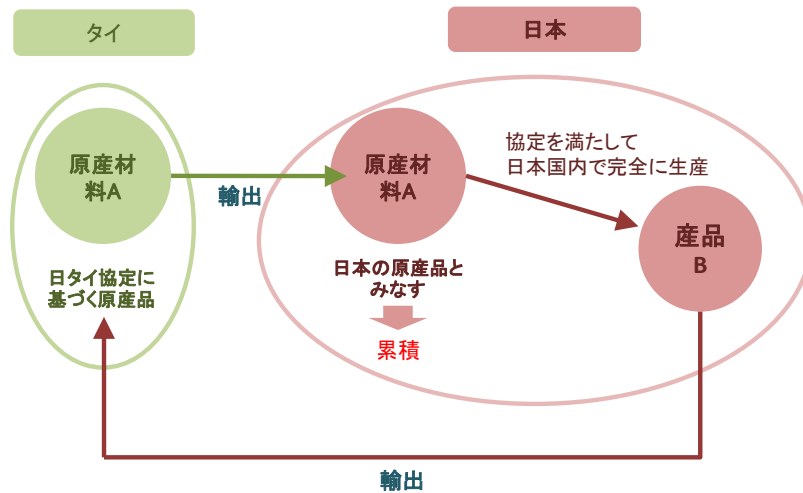 タイ
日本
原産材
料A
輸出
原産材
料A
協定を満たして
日本国内で完全に生産
産品
B
日タイ協定に
基づく原産品
日本の原産品と
みなす
累積
輸出